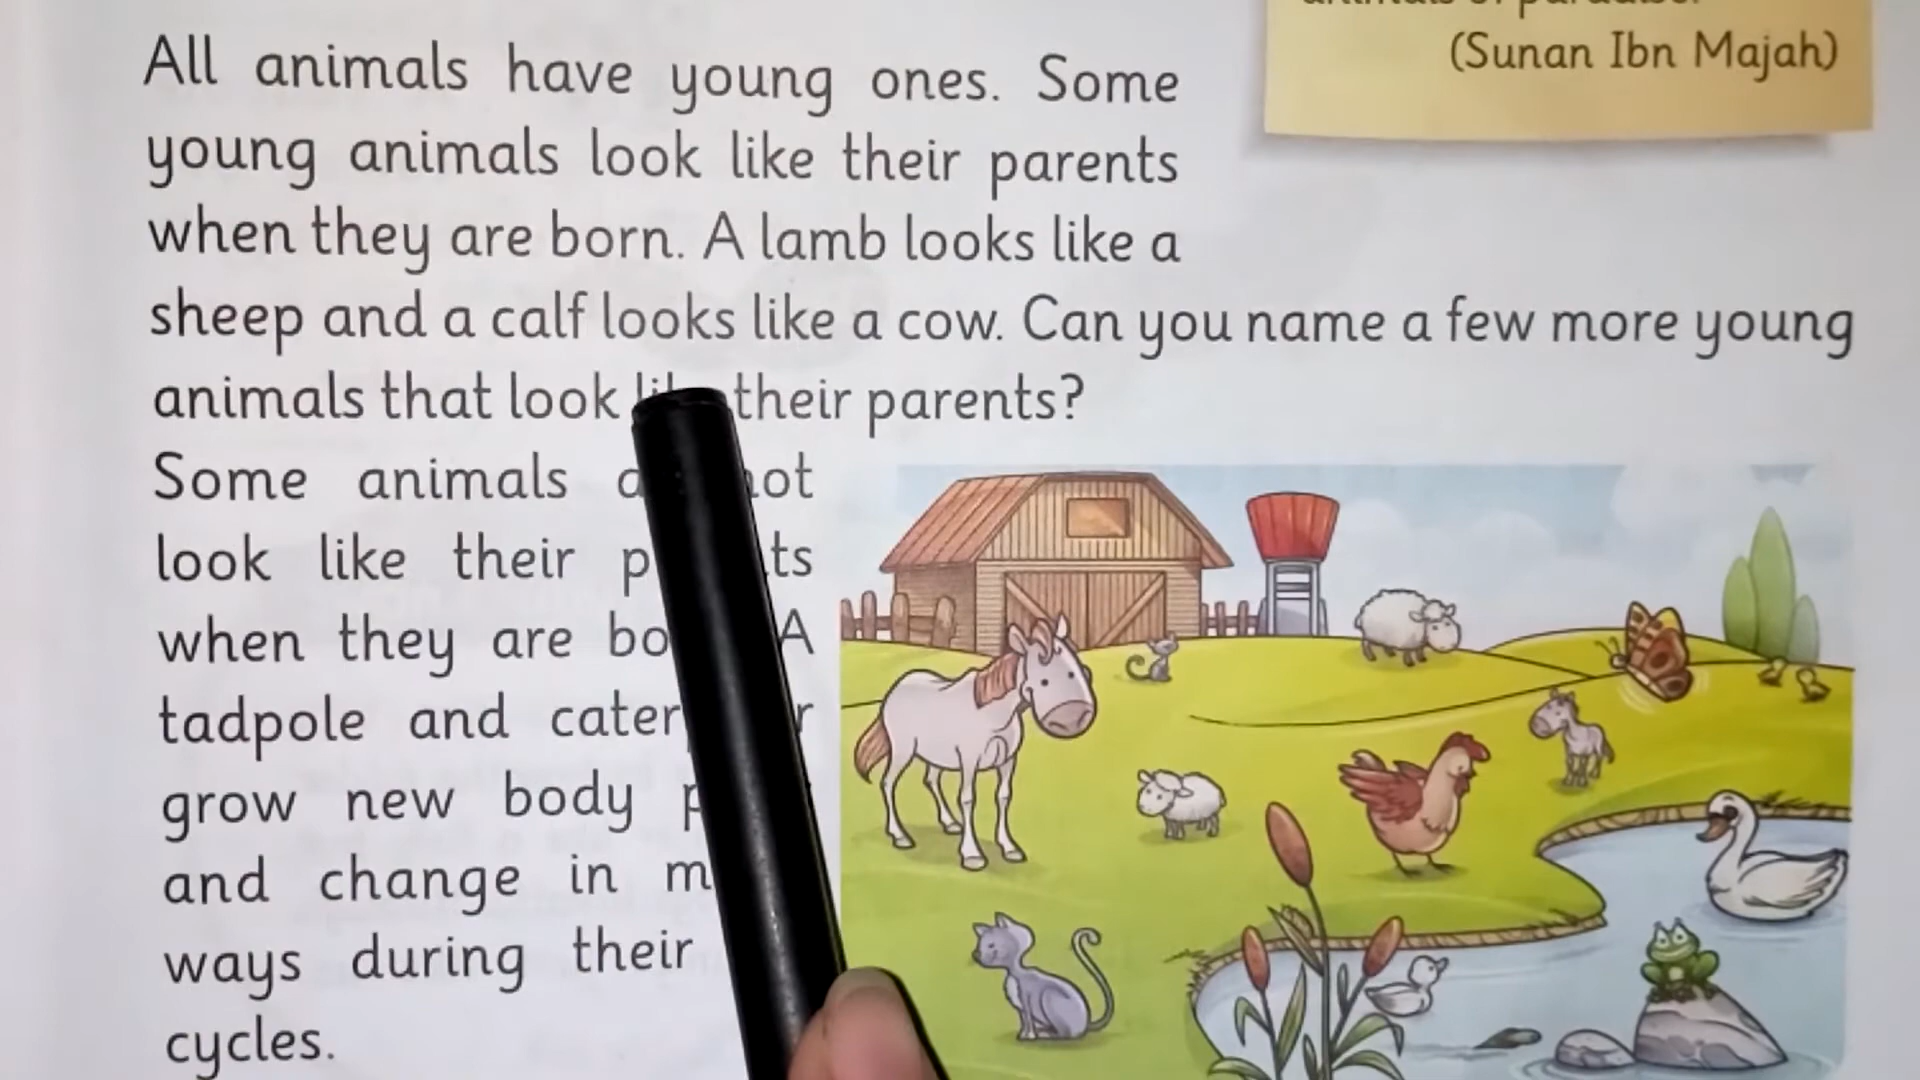 (Sunan Ibn Majah)
All animals have young ones. Some
young animals look like their parents
when they are born. A lamb looks like a
sheep and a calf looks like a cow. Can you name a few more young
animals that look their parents?
Some animals
look like their
when they are A
tadpole and
grow new body
and change in
ways during their
cycles.